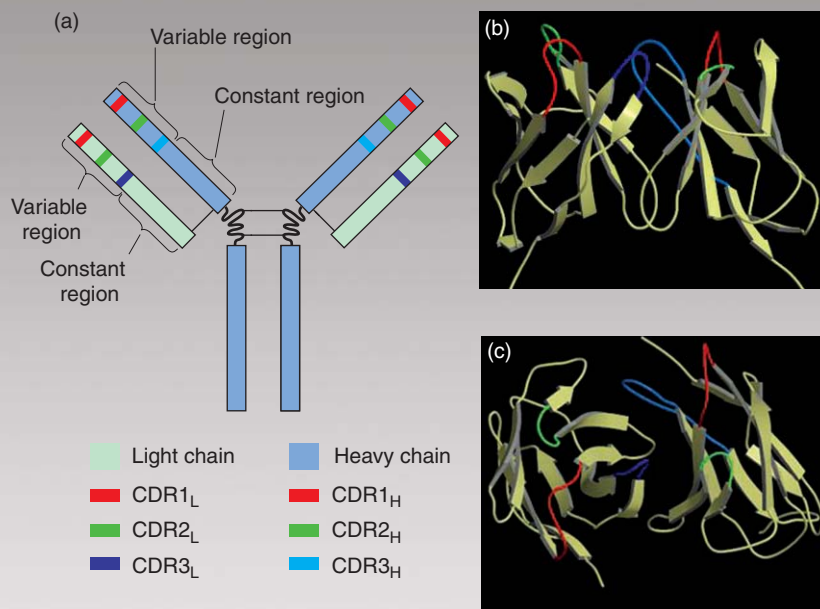 (a)
Variable region
Constant region
Variable
region
Constant
region
Light chain
Heavy chain
CDR1L
CDR1H
CDR2L
CDR2H
CDR3L
CDR3H
(b)
(c)